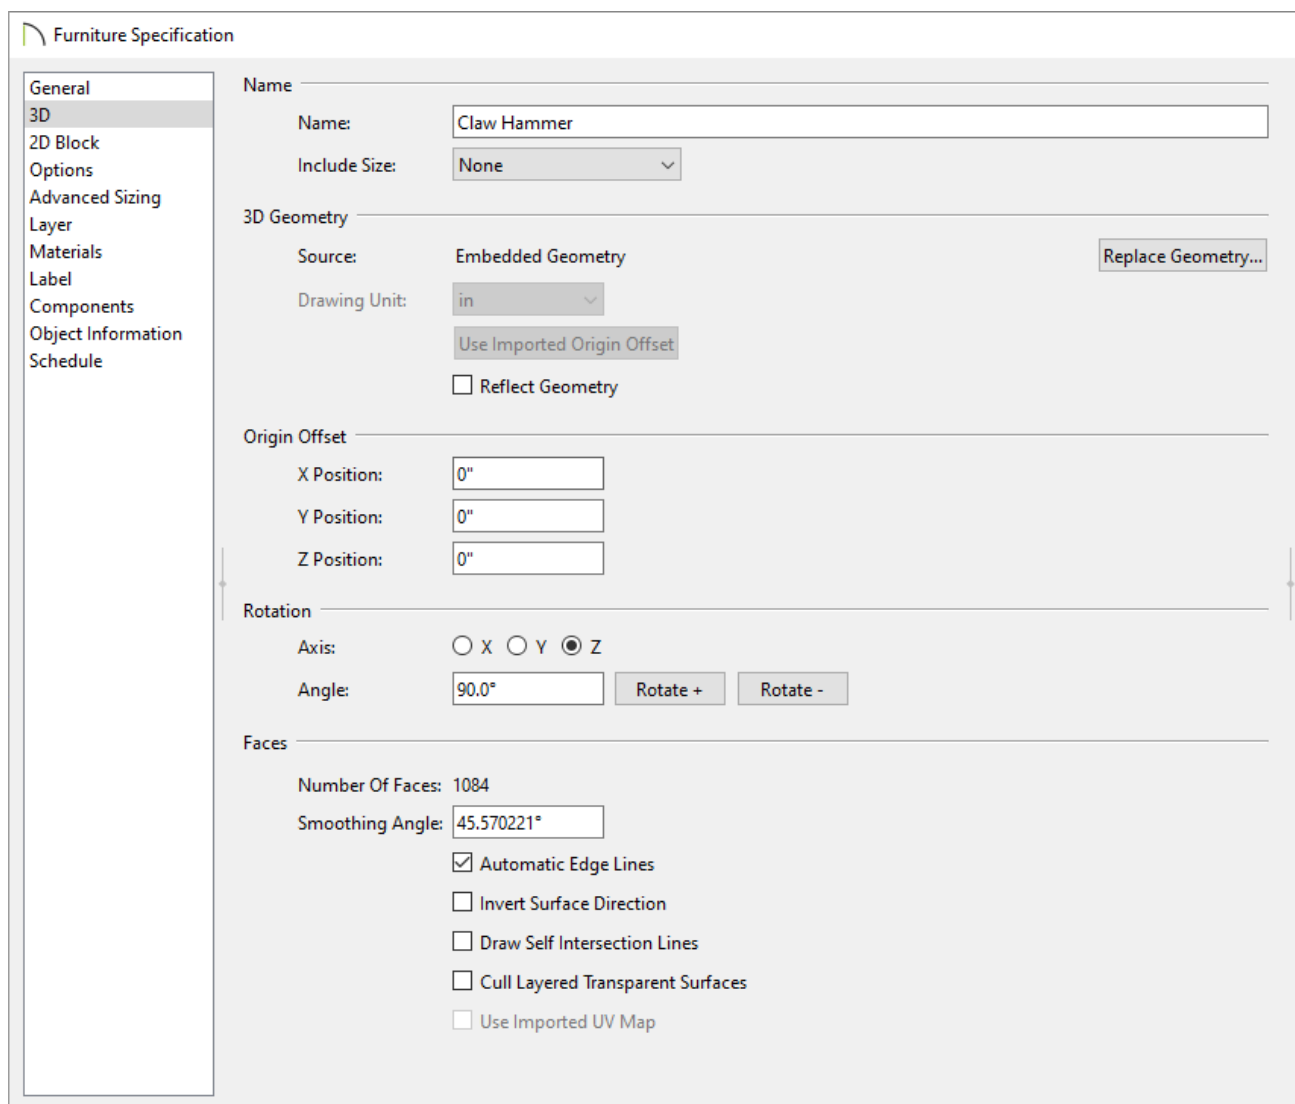 Furniture Specification
General
3D
2D Block
Options
Advanced Sizing
Layer
Materials
Label
Components
Object Information
Schedule
Name
Name: Claw Hammer
Include Size: None
3D Geometry
Source: Embedded Geometry Replace Geometry...
Drawing Unit: in
Use Imported Origin Offset
Reflect Geometry
Origin Offset
X Position: 0"
Y Position: 0"
Z Position: 0"
Rotation
Axis: X Y Z
Angle: 90.0° Rotate + Rotate -
Faces
Number Of Faces: 1084
Smoothing Angle: 45.570221°
Automatic Edge Lines
Invert Surface Direction
Draw Self Intersection Lines
Cull Layered Transparent Surfaces
Use Imported UV Map